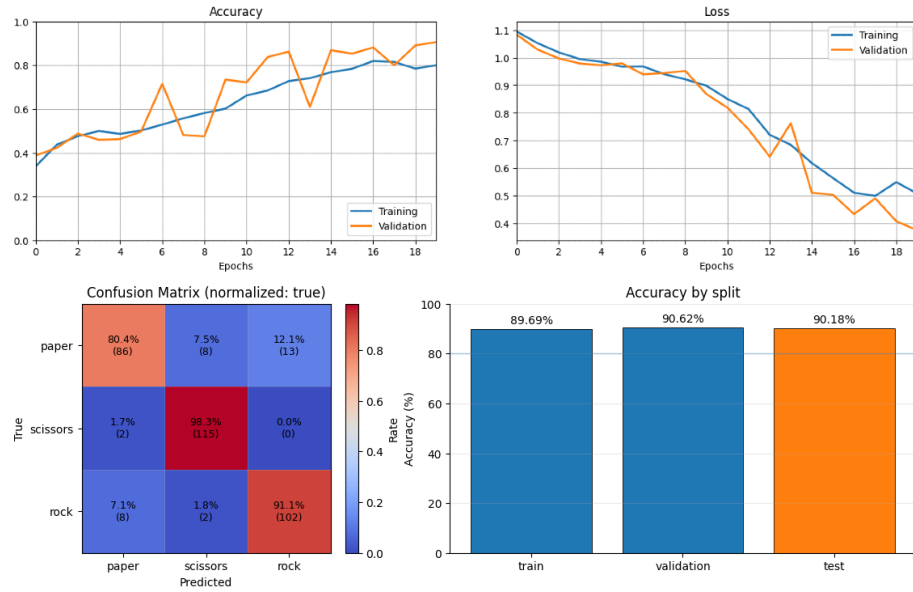 Accuracy
1.0
0.8
0.6
0.4
0.2
0.0
0 2 4 6 8 10 12 14 16 18
Epochs
Training
Validation
Loss
1.1
1.0
0.9
0.8
0.7
0.6
0.5
0.4
0 2 4 6 8 10 12 14 16 18
Epochs
Training
Validation
Confusion Matrix (normalized: true)
True
paper
scissors
rock
80.4%
(86)
7.5%
(8)
12.1%
(13)
1.7%
(2)
98.3%
(115)
0.0%
(0)
7.1%
(8)
1.8%
(2)
91.1%
(102)
paper scissors rock
Predicted
0.8
0.6
0.4
0.2
0.0
Rate
Accuracy by split
Accuracy (%)
100
80
60
40
20
0
89.69%
90.62%
90.18%
train validation test